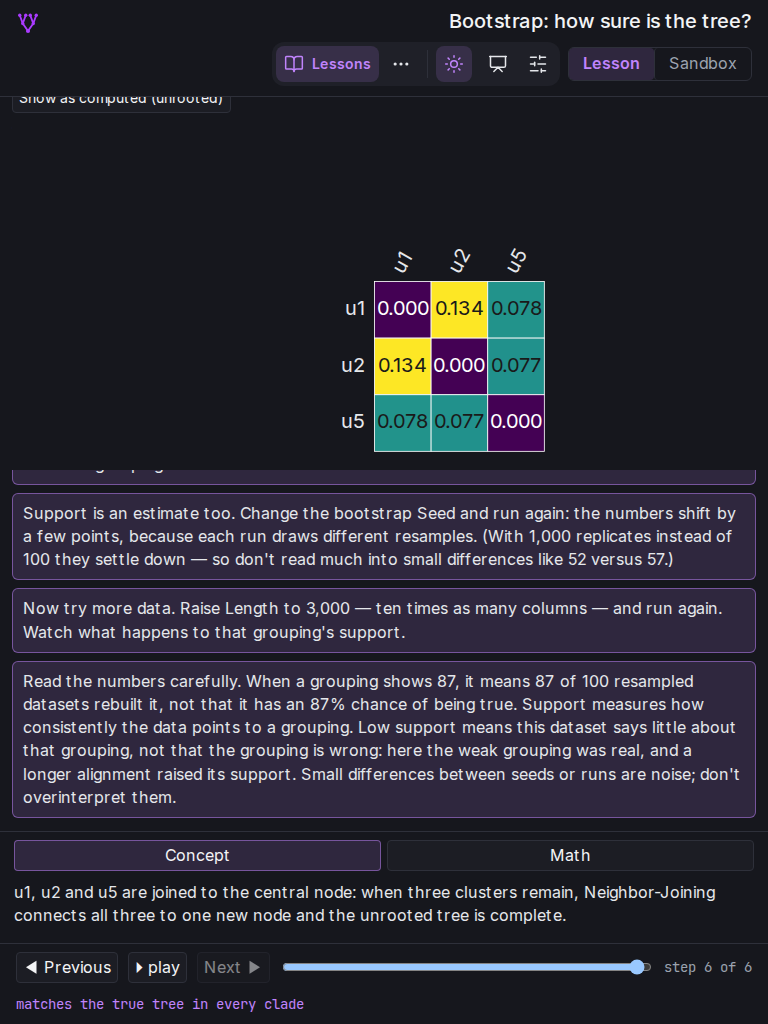 Bootstrap: how sure is the tree?
Lessons
Lesson
Sandbox
Show as computed (unrooted)
u1 u2 u5
u1 0.000 0.134 0.078
u2 0.134 0.000 0.077
u5 0.078 0.077 0.000
Support is an estimate too. Change the bootstrap Seed and run again: the numbers shift by
a few points, because each run draws different resamples. (With 1,000 replicates instead of
100 they settle down — so don't read much into small differences like 52 versus 57.)
Now try more data. Raise Length to 3,000 — ten times as many columns — and run again.
Watch what happens to that grouping's support.
Read the numbers carefully. When a grouping shows 87, it means 87 of 100 resampled
datasets rebuilt it, not that it has an 87% chance of being true. Support measures how
consistently the data points to a grouping. Low support means this dataset says little about
that grouping, not that the grouping is wrong: here the weak grouping was real, and a
longer alignment raised its support. Small differences between seeds or runs are noise; don't
overinterpret them.
Concept
Math
u1, u2 and u5 are joined to the central node: when three clusters remain, Neighbor-Joining
connects all three to one new node and the unrooted tree is complete.
Previous
play
Next
step 6 of 6
matches the true tree in every clade